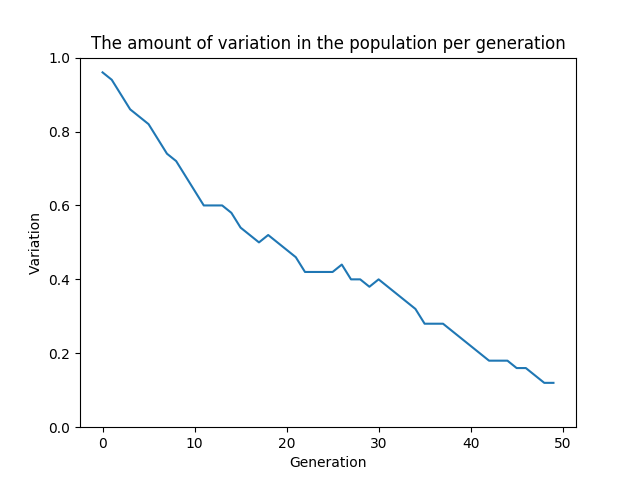 The amount of variation in the population per generation
1.0
0.8
0.6
0.4
0.2
0.0
Variation
0 10 20 30 40 50
Generation